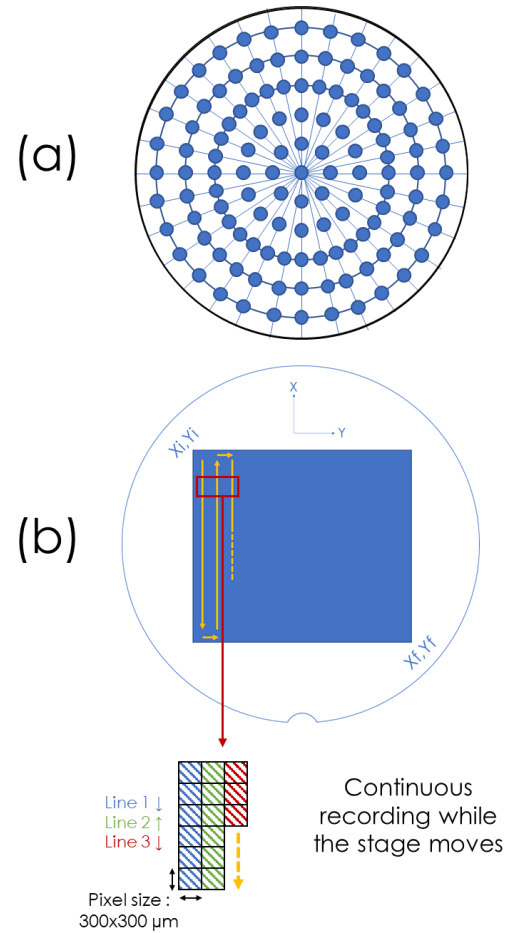 (a)
X
Y
Xi,Yi
(b)
Xf,Yf
Line 1 ↓
Line 2 ↑
Line 3 ↓
Continuous
recording while
the stage moves
Pixel size :
300x300 µm